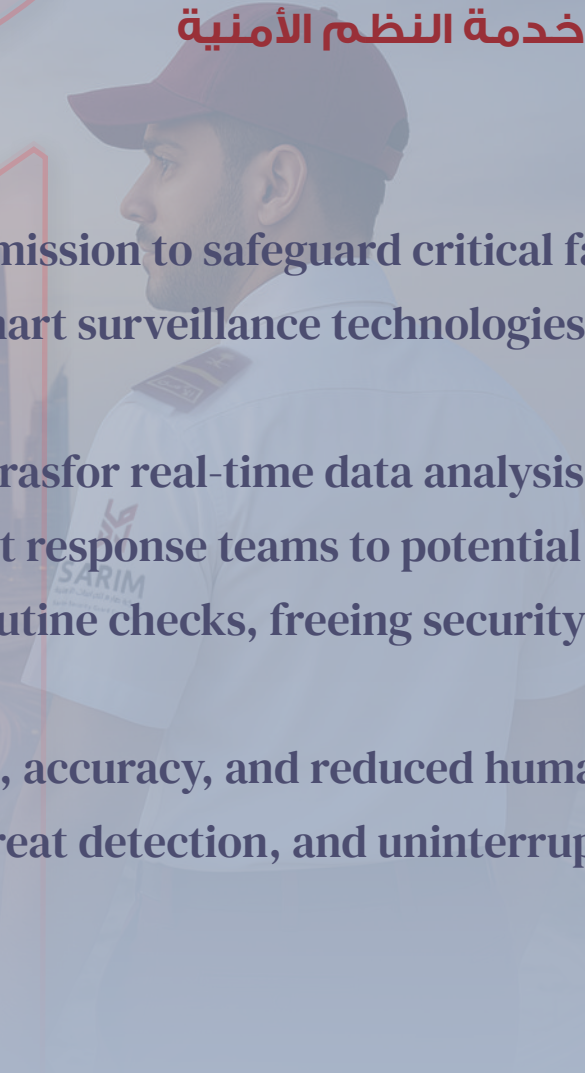 خدمة النظم الأمنية
mission to safeguard critical fa
art surveillance technologies
rasfor real-time data analysis
t response teams to potential
utine checks, freeing security
SARIM
, accuracy, and reduced huma
reat detection, and uninterrup